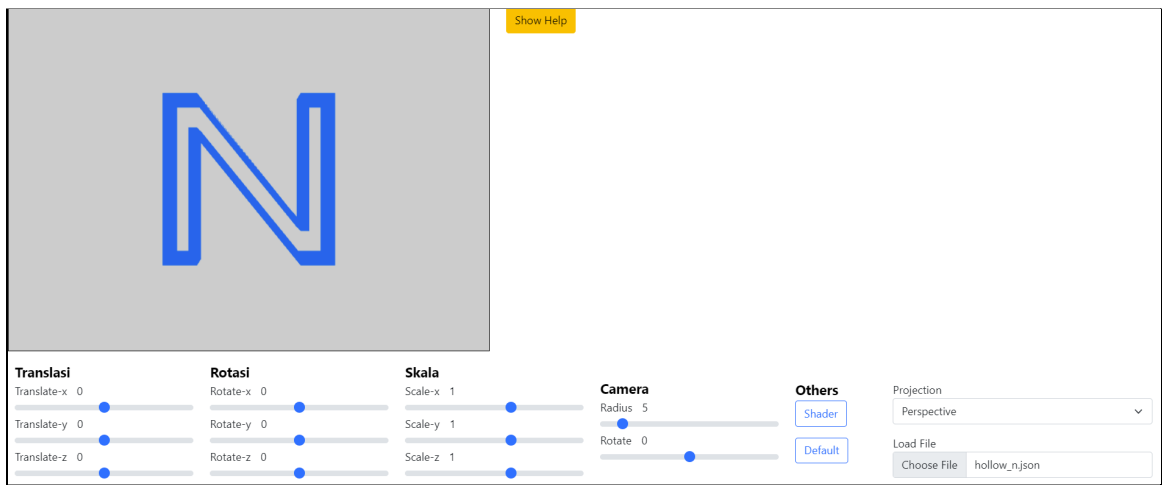 Show Help
N
Translasi
Translate-x 0
Translate-y 0
Translate-z 0
Rotasi
Rotate-x 0
Rotate-y 0
Rotate-z 0
Skala
Scale-x 1
Scale-y 1
Scale-z 1
Camera
Radius 5
Rotate 0
Others
Shader
Default
Projection
Perspective
Load File
Choose File hollow_n.json